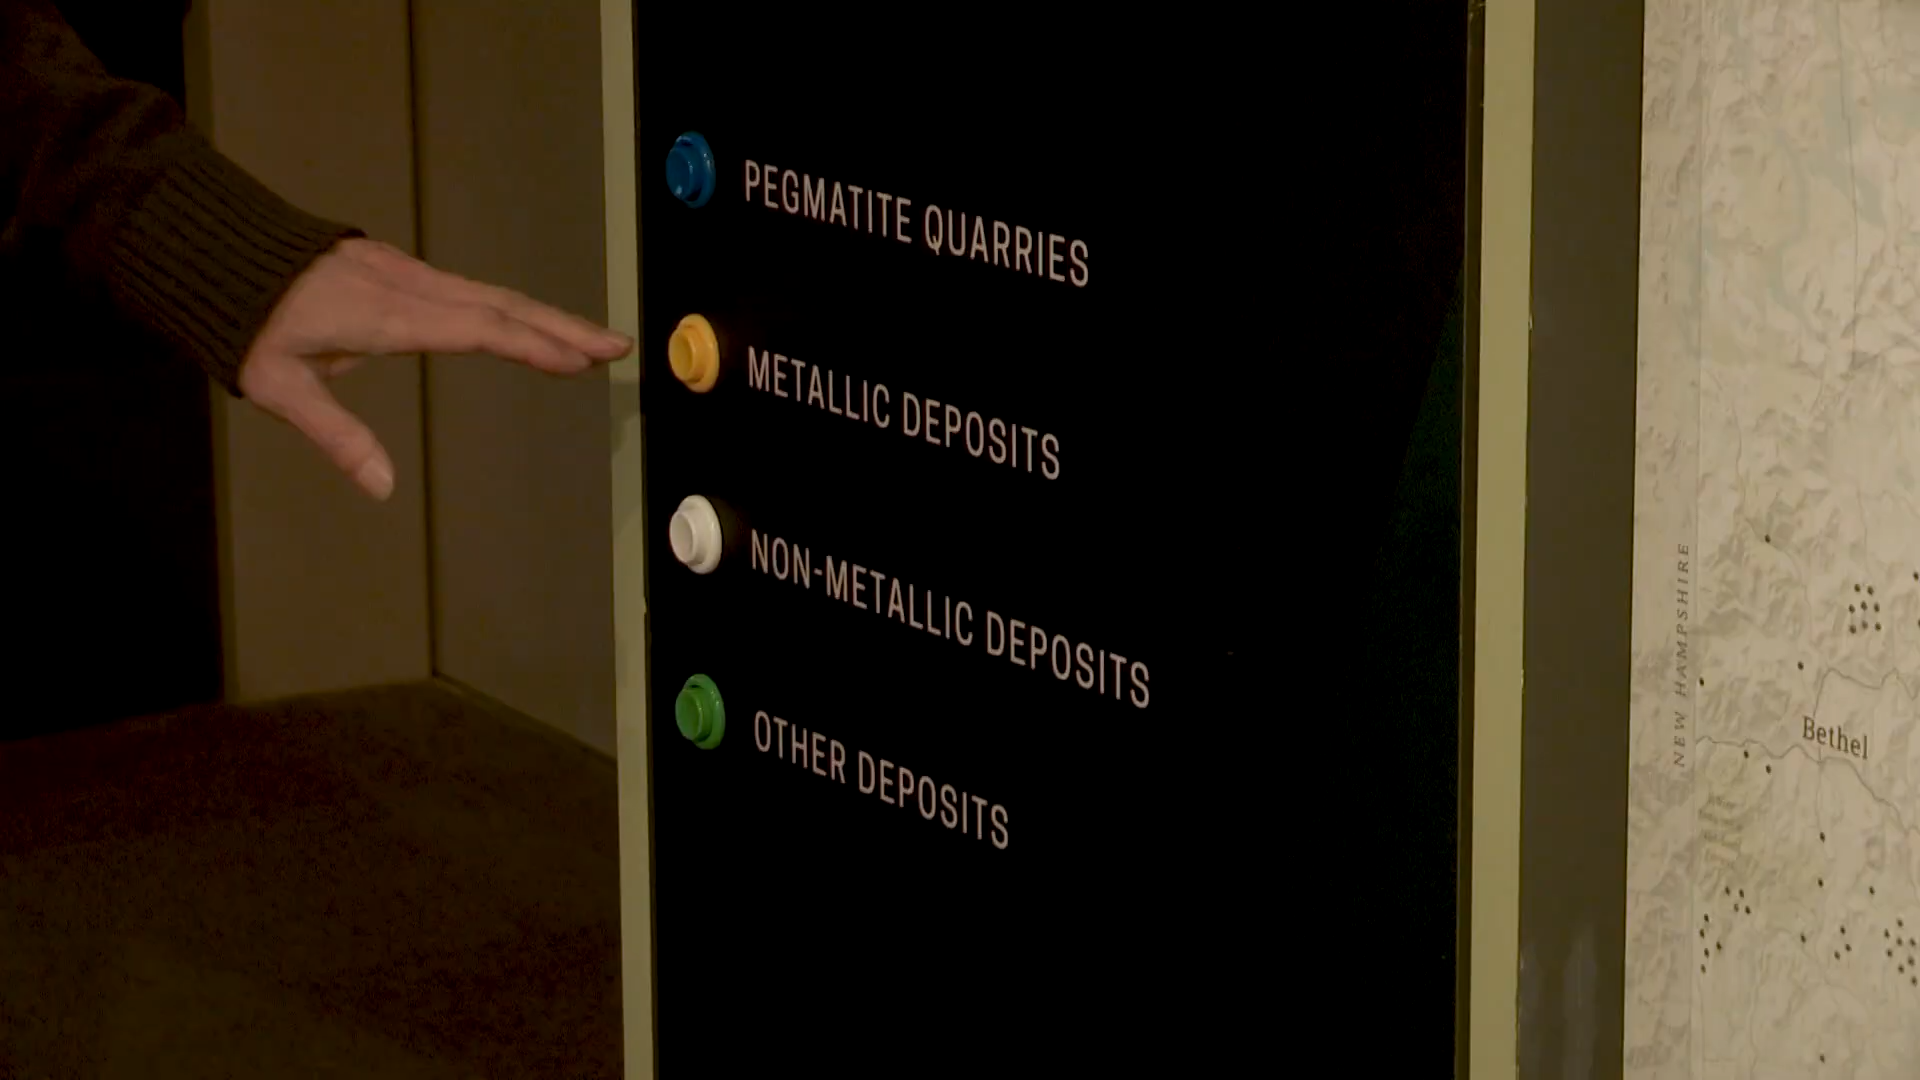 PEGMATITE QUARRIES
METALLIC DEPOSITS
NON-METALLIC DEPOSITS
OTHER DEPOSITS
NEW HAMPSHIRE
Bethel